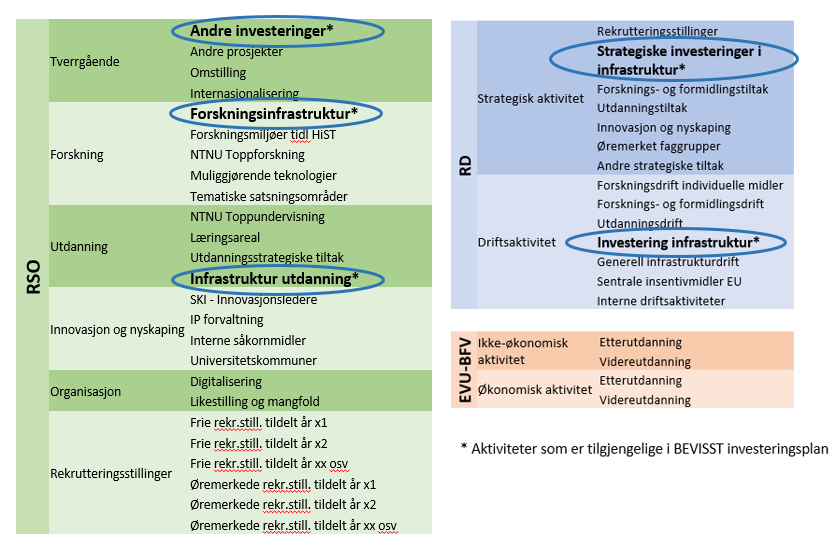 RSO
Tverrgående
Andre investeringer*
Andre prosjekter
Omstilling
Internasjonalisering
Forskning
Forskningsinfrastruktur*
Forskningsmiljøer tidl HiST
NTNU Toppforskning
Muliggjørende teknologier
Tematiske satsningsområder
Utdanning
NTNU Toppundervisning
Læringsareal
Utdanningsstrategiske tiltak
Infrastruktur utdanning*
Innovasjon og nyskaping
SKI - Innovasjonsledere
IP forvaltning
Interne såkornmidler
Universitetskommuner
Organisasjon
Digitalisering
Likestilling og mangfold
Rekrutteringsstillinger
Frie rekr.still. tildelt år x1
Frie rekr.still. tildelt år x2
Frie rekr.still. tildelt år xx osv
Øremerkede rekr.still. tildelt år x1
Øremerkede rekr.still. tildelt år x2
Øremerkede rekr.still. tildelt år xx osv
RD
Strategisk aktivitet
Rekrutteringsstillinger
Strategiske investeringer i
infrastruktur*
Forsknings- og formidlingstiltak
Utdanningstiltak
Innovasjon og nyskaping
Øremerket faggrupper
Andre strategiske tiltak
Driftsaktivitet
Forskningsdrift individuelle midler
Forsknings- og formidlingsdrift
Utdanningsdrift
Investering infrastruktur*
Generell infrastrukturdrift
Sentrale insentivmidler EU
Interne driftsaktiviteter
EVU-BFV
Ikke-økonomisk
aktivitet
Etterutdanning
Videreutdanning
Økonomisk aktivitet
Etterutdanning
Videreutdanning
* Aktiviteter som er tilgjengelige i BEVISST investeringsplan